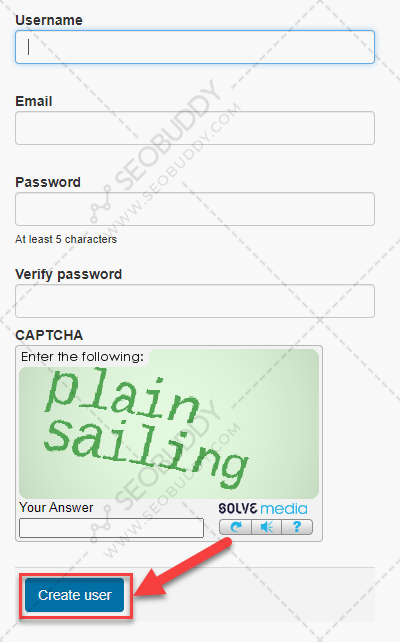 Username
Email
Password
At least 5 characters
Verify password
CAPTCHA
Enter the following:
plain
sailing
Your Answer
SOLVE media
?
Create user
SEOBUDDY
WWW.SEOBUDDY.COM
SEOBUDDY
WWW.SEOBUDDY.COM